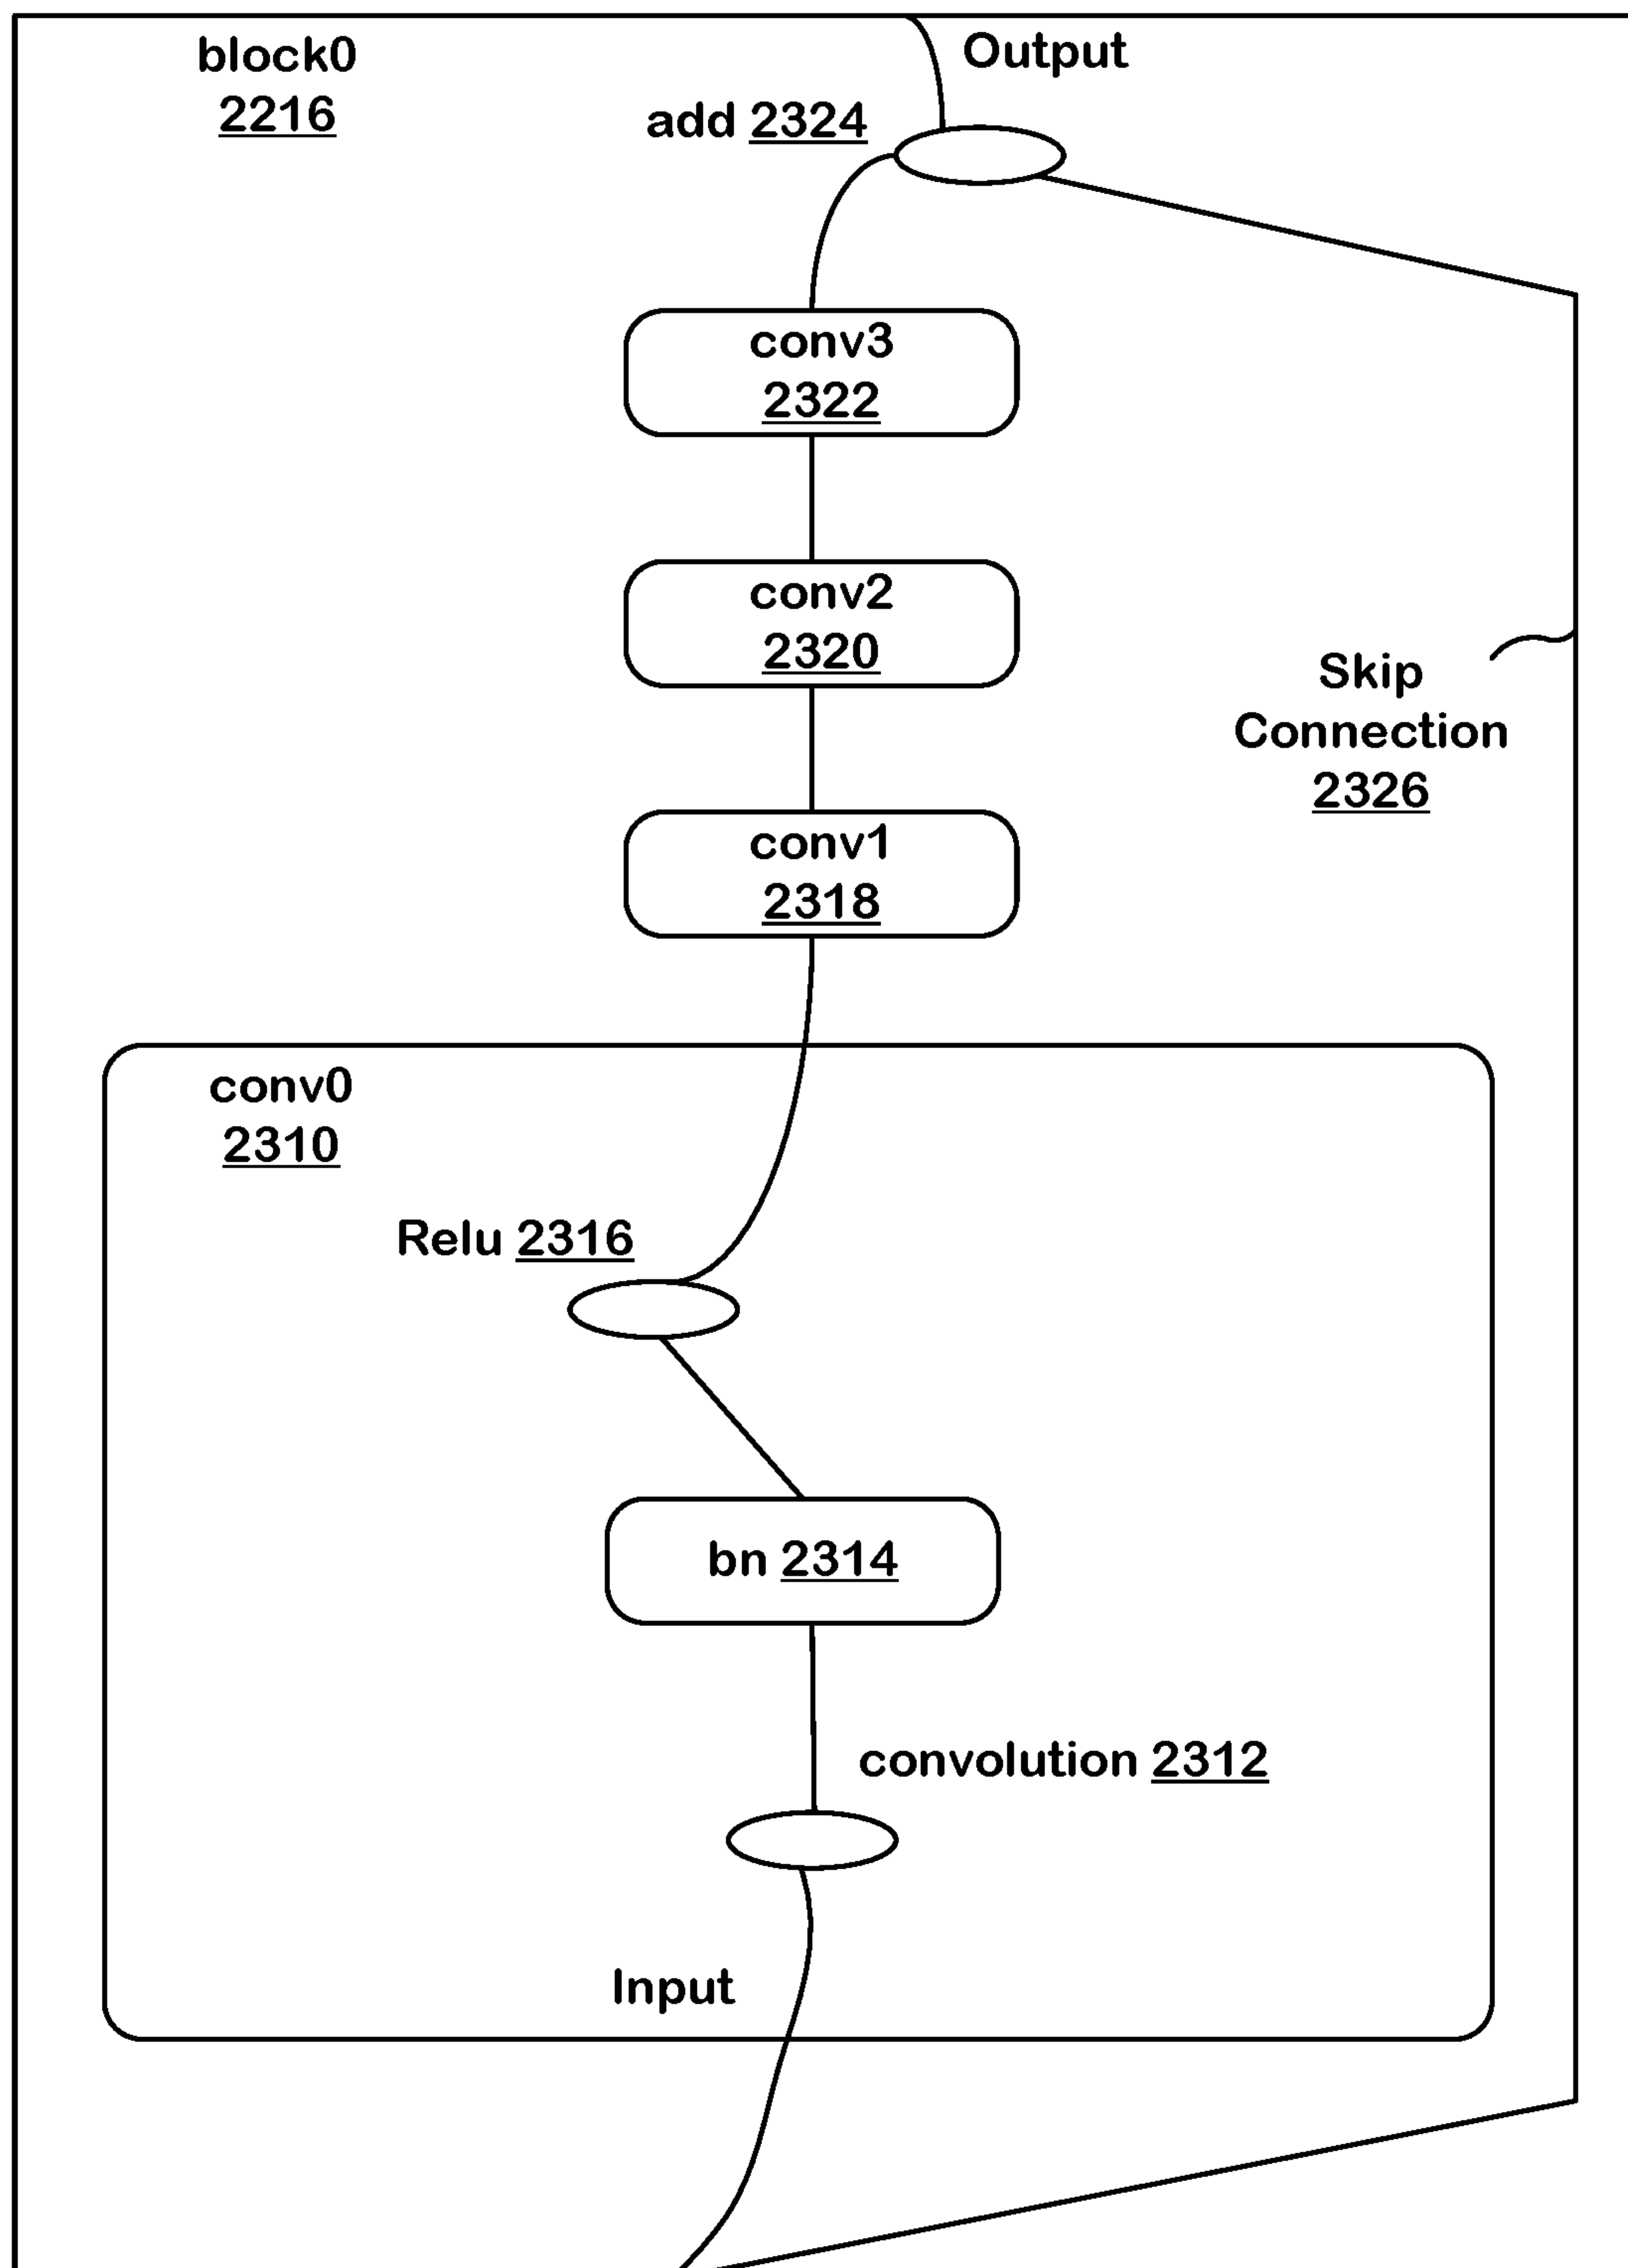 block0
2216
Output
add 2324
conv3
2322
conv2
2320
Skip
Connection
2326
conv1
2318
conv0
2310
Relu 2316
bn 2314
convolution 2312
Input